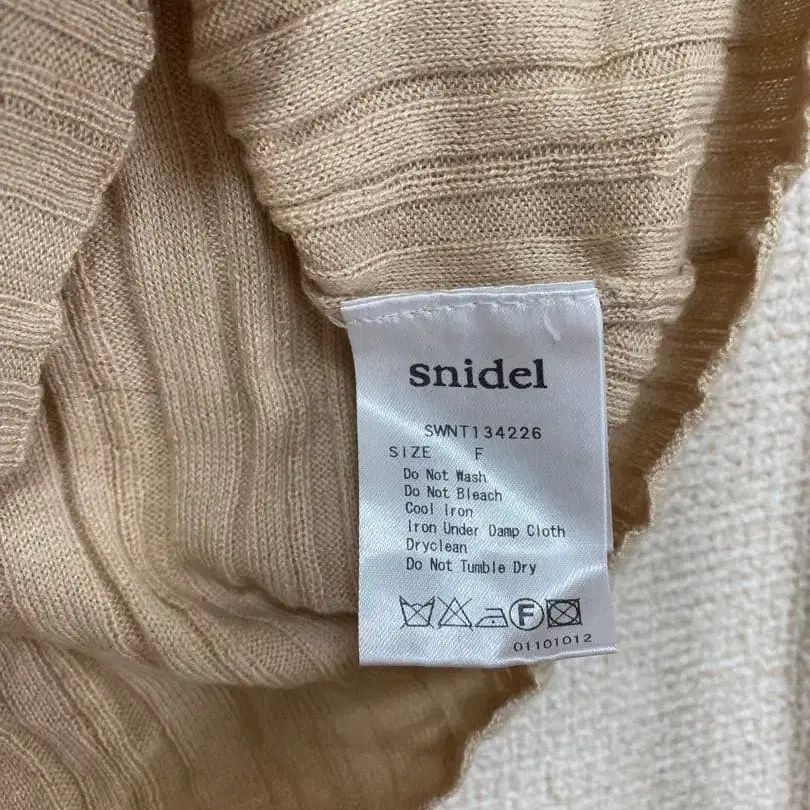 snidel
SWNT134226
SIZE F
Do Not Wash
Do Not Bleach
Cool Iron
Iron Under Damp Cloth
Dryclean
Do Not Tumble Dry
F
01101012